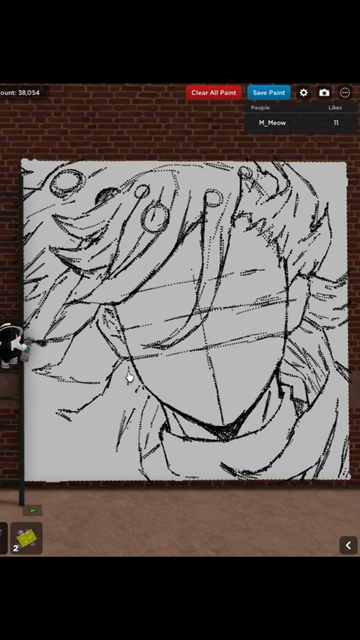 ount: 38,054
Clear All Paint
Save Paint
People Likes
M_Meow 11
2